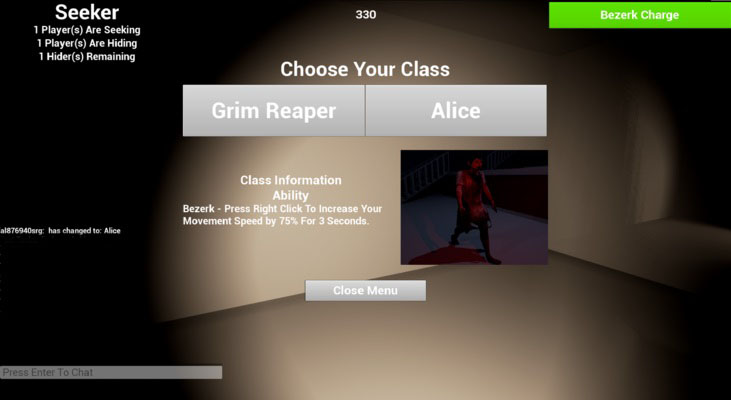 Seeker
1 Player(s) Are Seeking
1 Player(s) Are Hiding
1 Hider(s) Remaining
330
Bezerk Charge
Choose Your Class
Grim Reaper
Alice
Class Information
Ability
Bezerk - Press Right Click To Increase Your
Movement Speed by 75% For 3 Seconds.
al876940srg:  has changed to: Alice
Close Menu
Press Enter To Chat